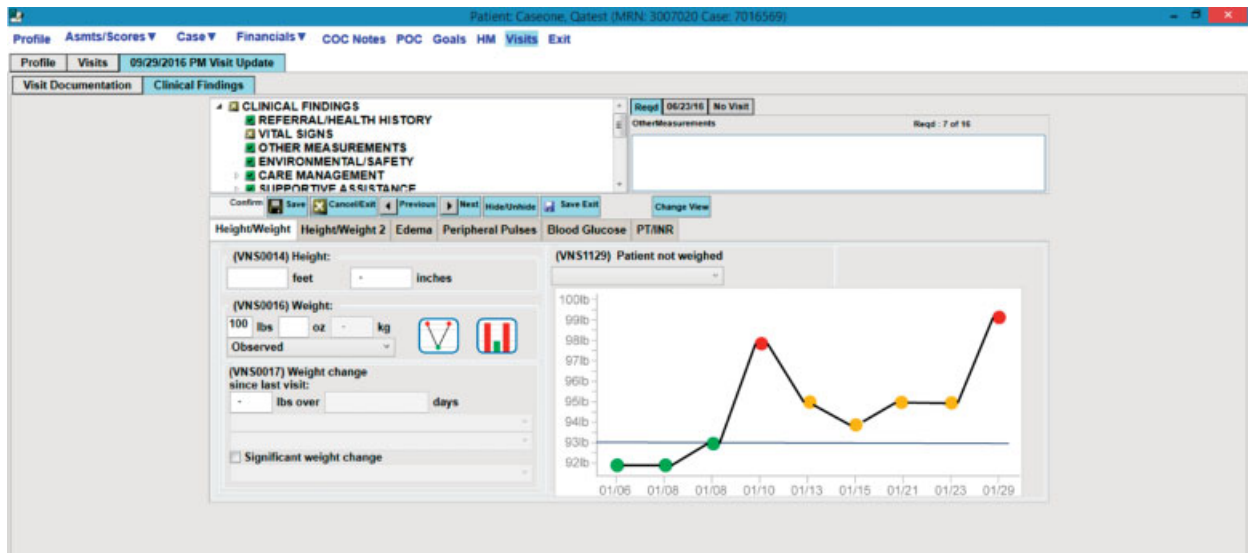 Patient: Caseone, Qatest (MRN: 3007020 Case: 7016569)
Profile Asmts/Scores▼ Case▼ Financials▼ COC Notes POC Goals HM Visits Exit
Profile Visits 09/29/2016 PM Visit Update
Visit Documentation Clinical Findings
CLINICAL FINDINGS
REFERRAL/HEALTH HISTORY
VITAL SIGNS
OTHER MEASUREMENTS
ENVIRONMENTAL/SAFETY
CARE MANAGEMENT
SUPPORTIVE ASSISTANCE
Reqd 06/23/16 No Visit
OtherMeasurements Reqd : 7 of 16
Confirm Save Cancel/Exit Previous Next Hide/Unhide Save Exit Change View
Height/Weight Height/Weight 2 Edema Peripheral Pulses Blood Glucose PT/INR
(VNS0014) Height:
feet - inches
(VNS0016) Weight:
100 lbs oz - kg
Observed
(VNS0017) Weight change
since last visit:
- lbs over days
Significant weight change
(VNS1129) Patient not weighed
100lb
99lb
98lb
97lb
96lb
95lb
94lb
93lb
92lb
01/06 01/08 01/08 01/10 01/13 01/15 01/21 01/23 01/29